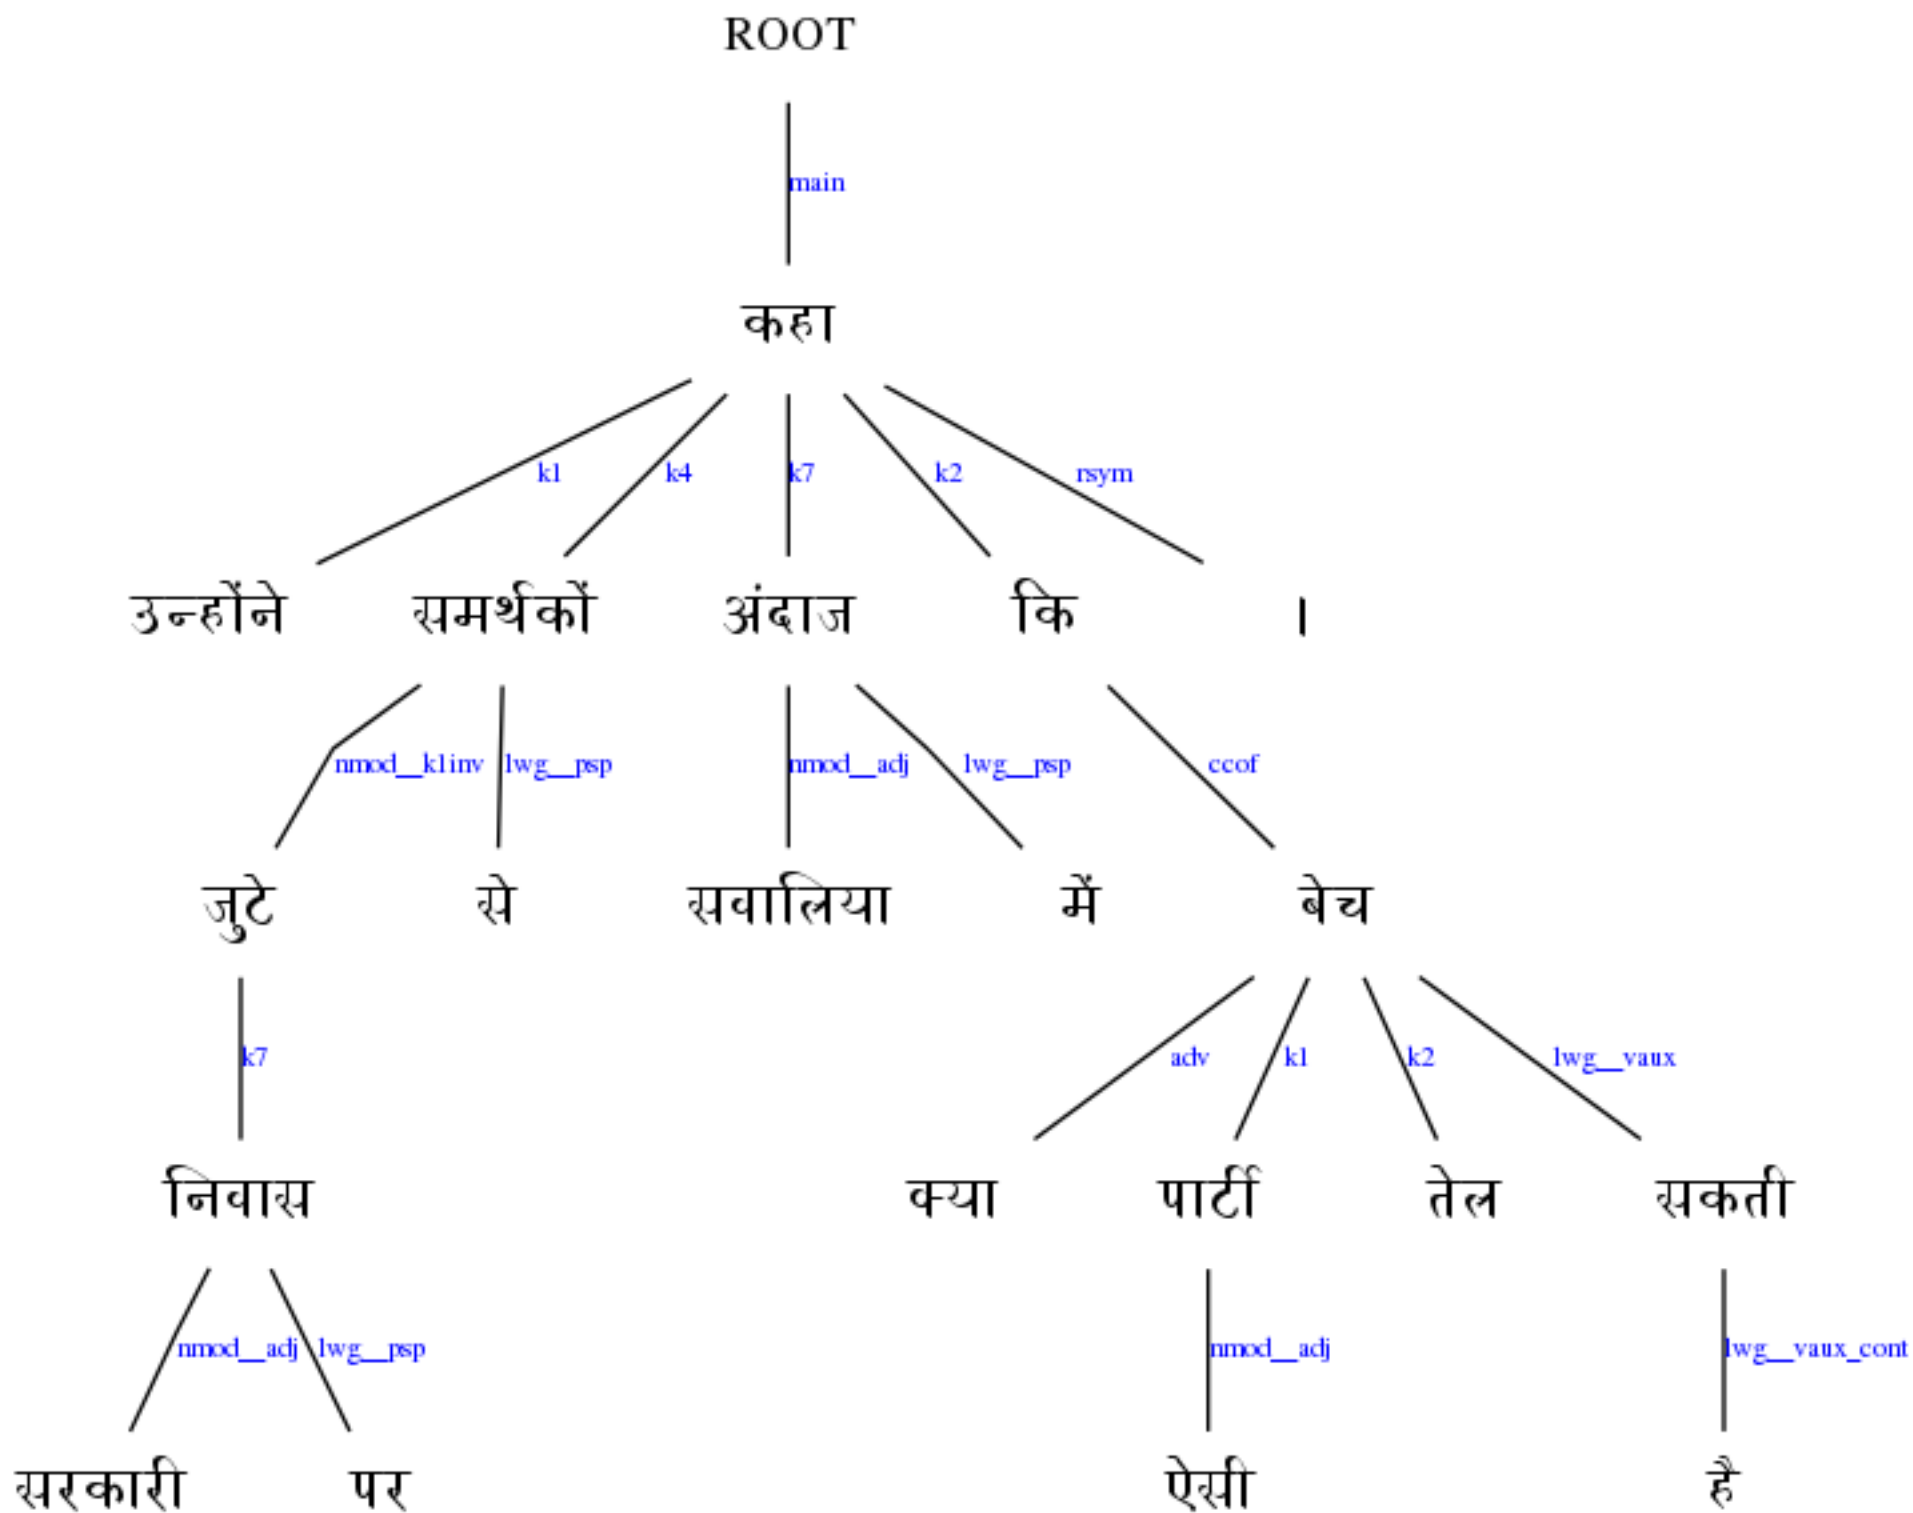 ROOT
main
कहा
k1 k4 k7 k2 rsym
उन्होंने समर्थकों अंदाज कि ।
nmod__k1inv lwg__psp nmod__adj lwg__psp ccof
जुटे से सवालिया में बेच
k7 adv k1 k2 lwg__vaux
निवास क्या पार्टी तेल सकती
nmod__adj lwg__psp nmod__adj lwg__vaux_cont
सरकारी पर ऐसी है